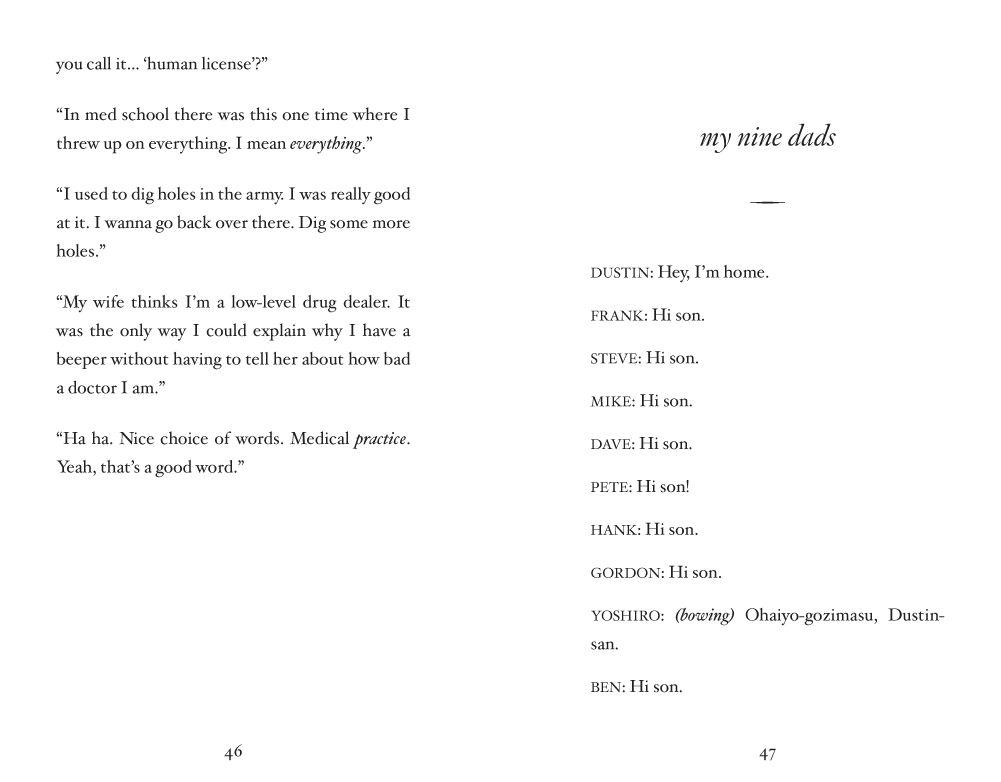 you call it... ‘human license’?”
“In med school there was this one time where I
threw up on everything. I mean everything.”
“I used to dig holes in the army. I was really good
at it. I wanna go back over there. Dig some more
holes.”
“My wife thinks I’m a low-level drug dealer. It
was the only way I could explain why I have a
beeper without having to tell her about how bad
a doctor I am.”
“Ha ha. Nice choice of words. Medical practice.
Yeah, that’s a good word.”
46
my nine dads
DUSTIN: Hey, I’m home.
FRANK: Hi son.
STEVE: Hi son.
MIKE: Hi son.
DAVE: Hi son.
PETE: Hi son!
HANK: Hi son.
GORDON: Hi son.
YOSHIRO: (bowing) Ohaiyo-gozimasu, Dustin-
san.
BEN: Hi son.
47